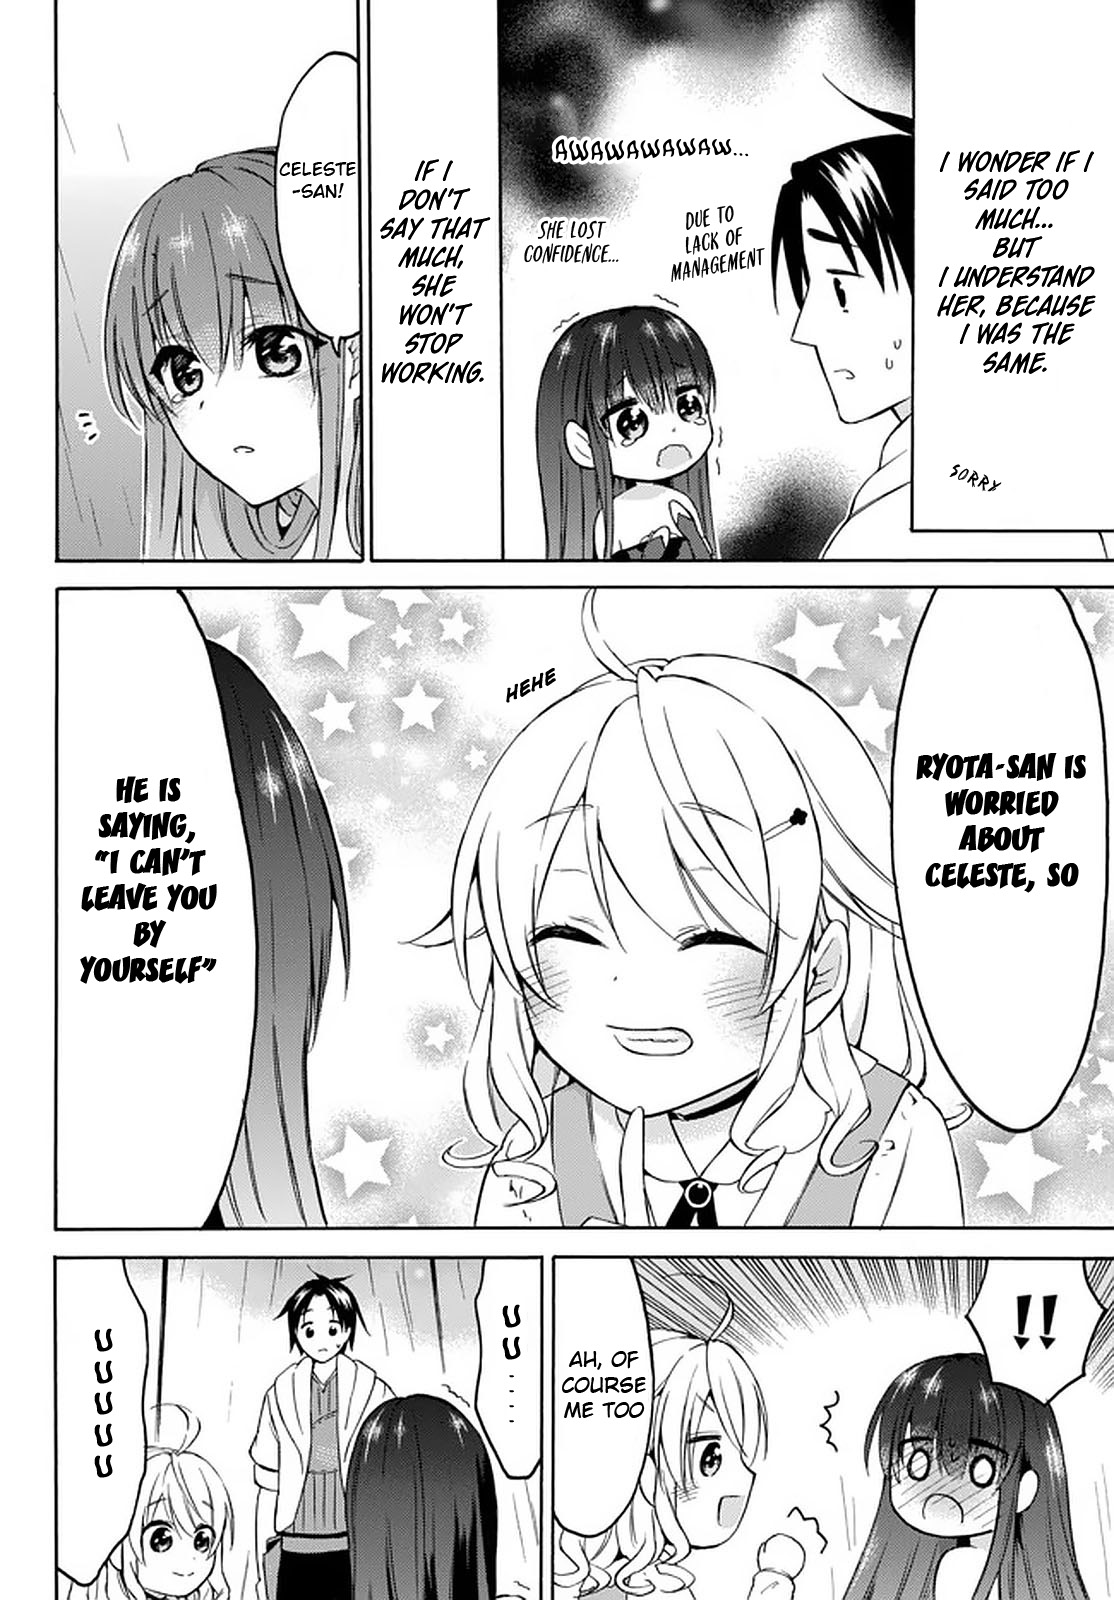 I WONDER IF I
SAID TOO
MUCH...
BUT
I UNDERSTAND
HER, BECAUSE
I WAS THE
SAME.
SORRY
AWAWAWAWAW...
DUE TO
LACK OF
MANAGEMENT
SHE LOST
CONFIDENCE...
IF I
DON'T
SAY THAT
MUCH,
SHE
WON'T
STOP
WORKING.
CELESTE
-SAN!
RYOTA-SAN IS
WORRIED
ABOUT
CELESTE, SO
HEHE
HE IS
SAYING,
"I CAN'T
LEAVE YOU
BY
YOURSELF"
!!
AH, OF
COURSE
ME TOO
UU.....
UUUUU